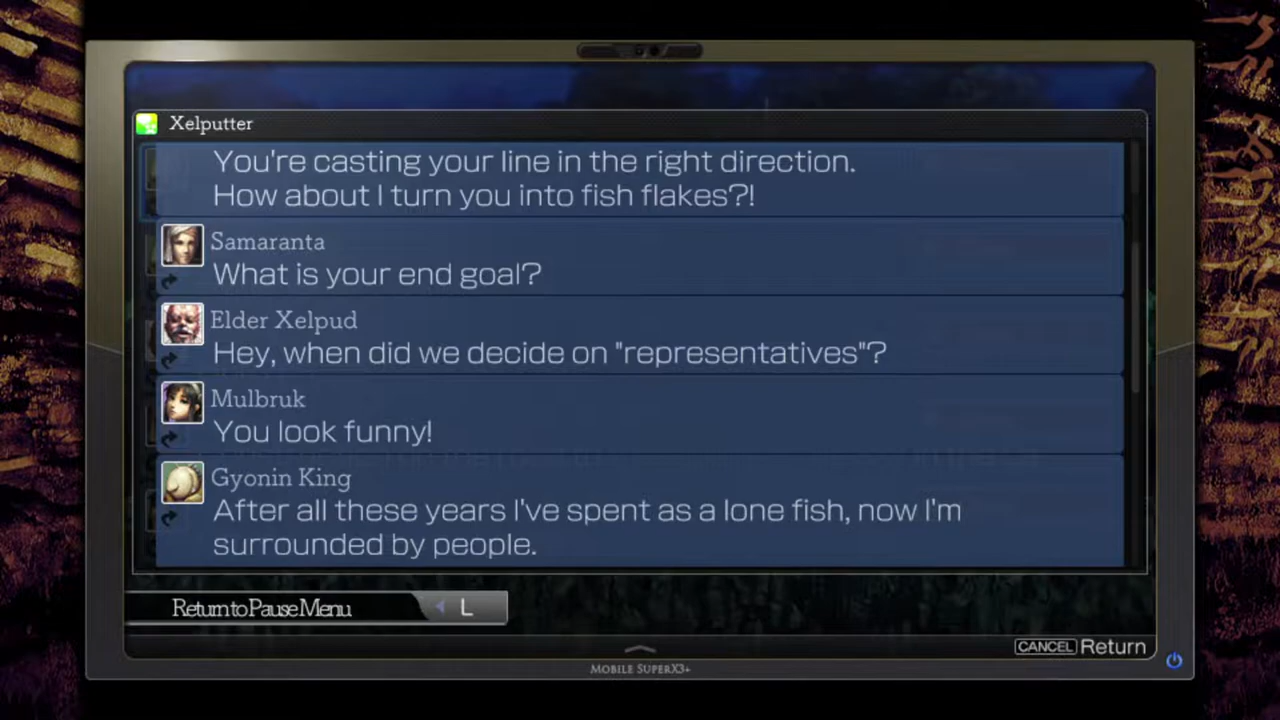 Xelputter
You're casting your line in the right direction.
How about I turn you into fish flakes?!
Samaranta
What is your end goal?
Elder Xelpud
Hey, when did we decide on "representatives"?
Mulbruk
You look funny!
Gyonin King
After all these years I've spent as a lone fish, now I'm
surrounded by people.
Return to Pause Menu L
CANCEL Return
MOBILE SUPERX3+